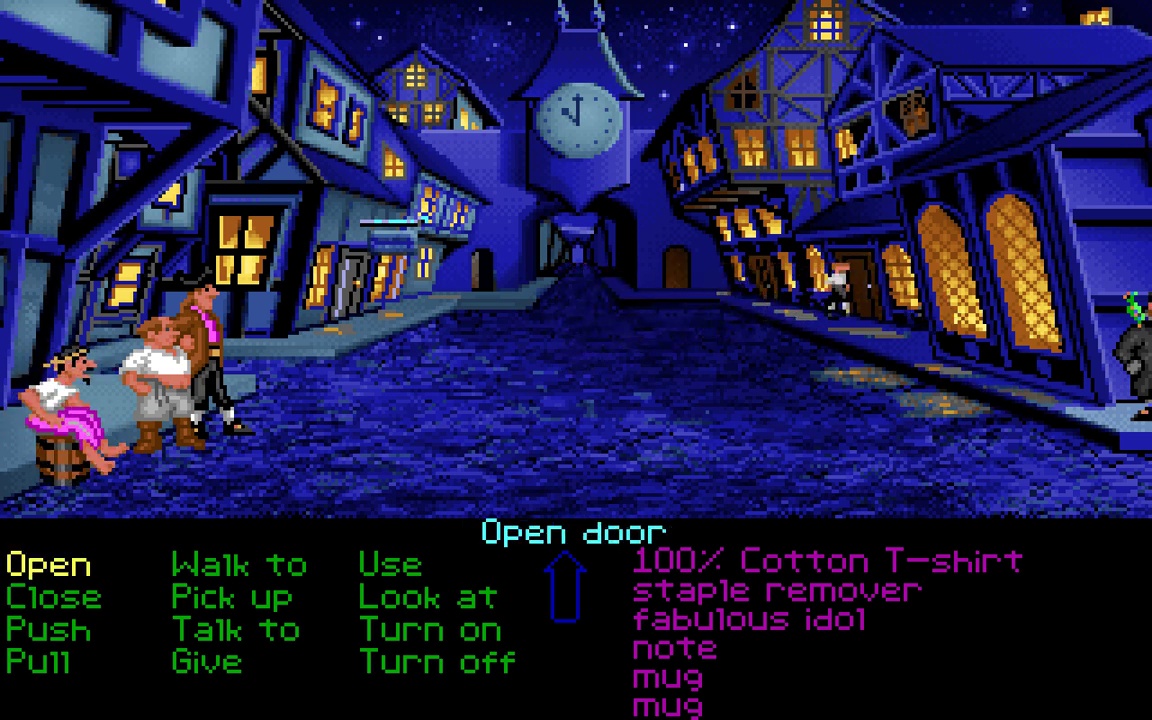 Open door
Open Walk to Use
Close Pick up Look at
Push Talk to Turn on
Pull Give Turn off
100% Cotton T-shirt
staple remover
fabulous idol
note
mug
mug